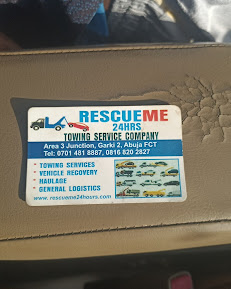 RESCUEME
24HRS
TOWING SERVICE COMPANY
Area 3 Junction, Garki 2, Abuja FCT
Tel: 0701 481 8887, 0816 820 2827
* TOWING SERVICES
* VEHICLE RECOVERY
* HAULAGE
* GENERAL LOGISTICS
www.rescueme24hours.com